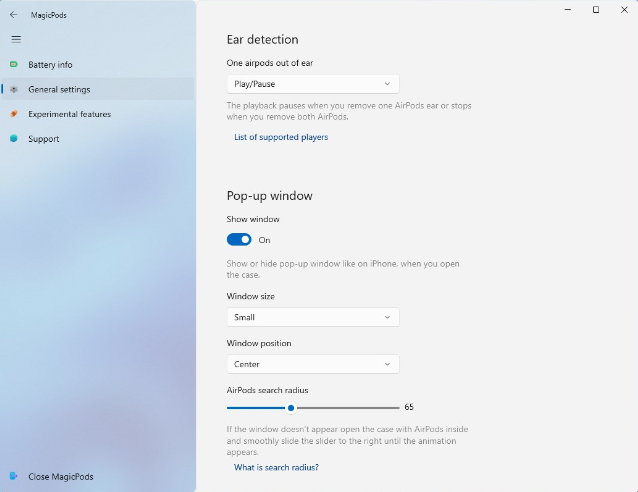 MagicPods
Battery info
General settings
Experimental features
Support
Close MagicPods
Ear detection
One airpods out of ear
Play/Pause
The playback pauses when you remove one AirPods ear or stops
when you remove both AirPods.
List of supported players
Pop-up window
Show window
On
Show or hide pop-up window like on iPhone, when you open
the case.
Window size
Small
Window position
Center
AirPods search radius
65
If the window doesn't appear open the case with AirPods inside
and smoothly slide the slider to the right until the animation
appears.
What is search radius?